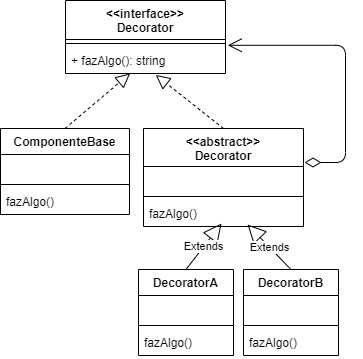 <<interface>>
Decorator
+ fazAlgo(): string
ComponenteBase
fazAlgo()
<<abstract>>
Decorator
fazAlgo()
Extends
Extends
DecoratorA
fazAlgo()
DecoratorB
fazAlgo()